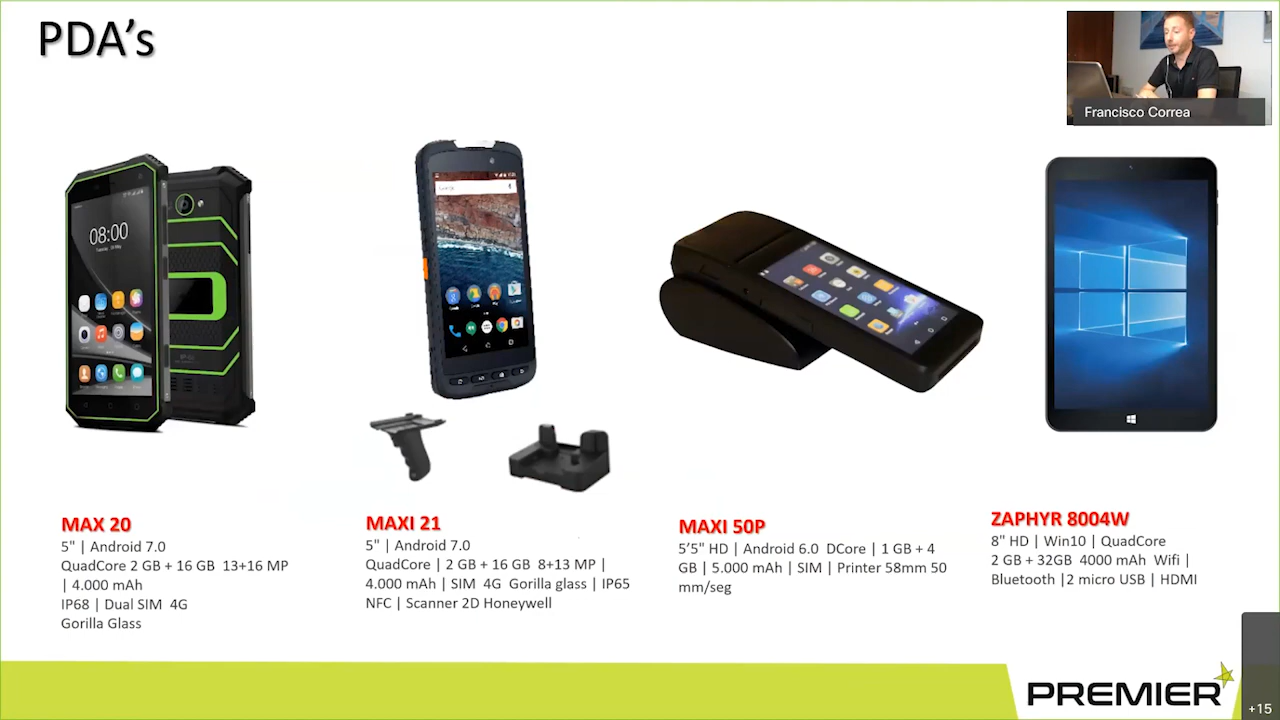 PDA's
Francisco Correa
08:00
MAX 20
5" | Android 7.0
QuadCore 2 GB + 16 GB 13+16 MP
| 4.000 mAh
IP68 | Dual SIM 4G
Gorilla Glass
MAXI 21
5" | Android 7.0
QuadCore | 2 GB + 16 GB 8+13 MP |
4.000 mAh | SIM 4G Gorilla glass | IP65
NFC | Scanner 2D Honeywell
MAXI 50P
5'5" HD | Android 6.0 DCore | 1 GB + 4
GB | 5.000 mAh | SIM | Printer 58mm 50
mm/seg
ZAPHYR 8004W
8" HD | Win10 | QuadCore
2 GB + 32GB 4000 mAh Wifi |
Bluetooth |2 micro USB | HDMI
PREMIER
+15